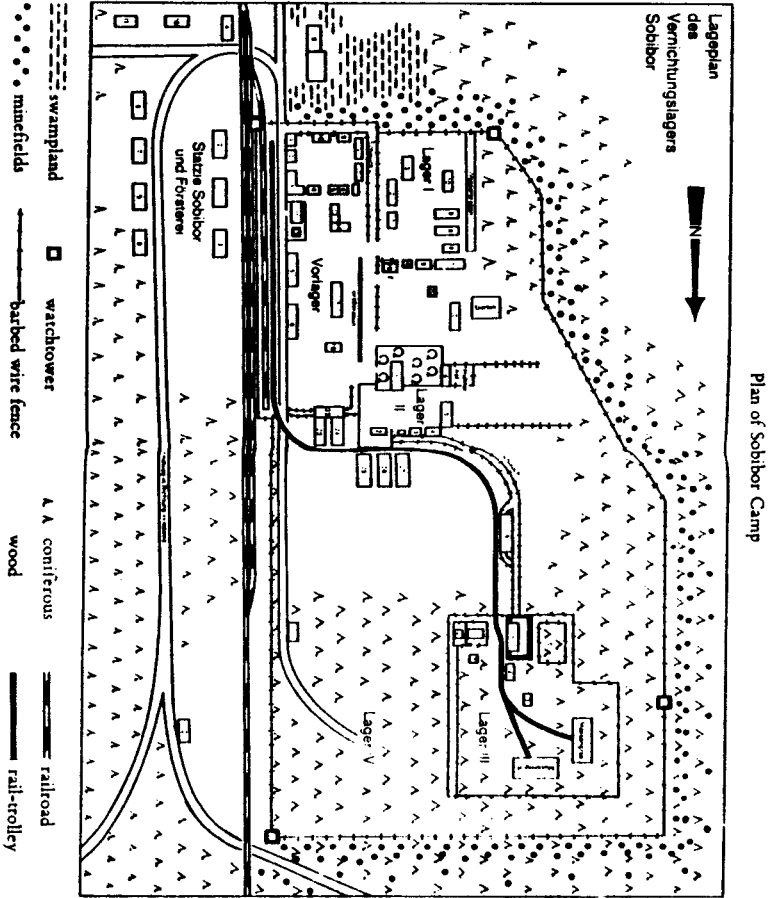 Plan of Sobibor Camp
Lageplan
des
Vernichtungslagers
Sobibor
N
Lager I
Vorlager
Lager
II
Lager III
Lager V
Statzie Sobibor
und Försterei
swampland
minefields
watchtower
barbed wire fence
coniferous
wood
railroad
rail-trolley